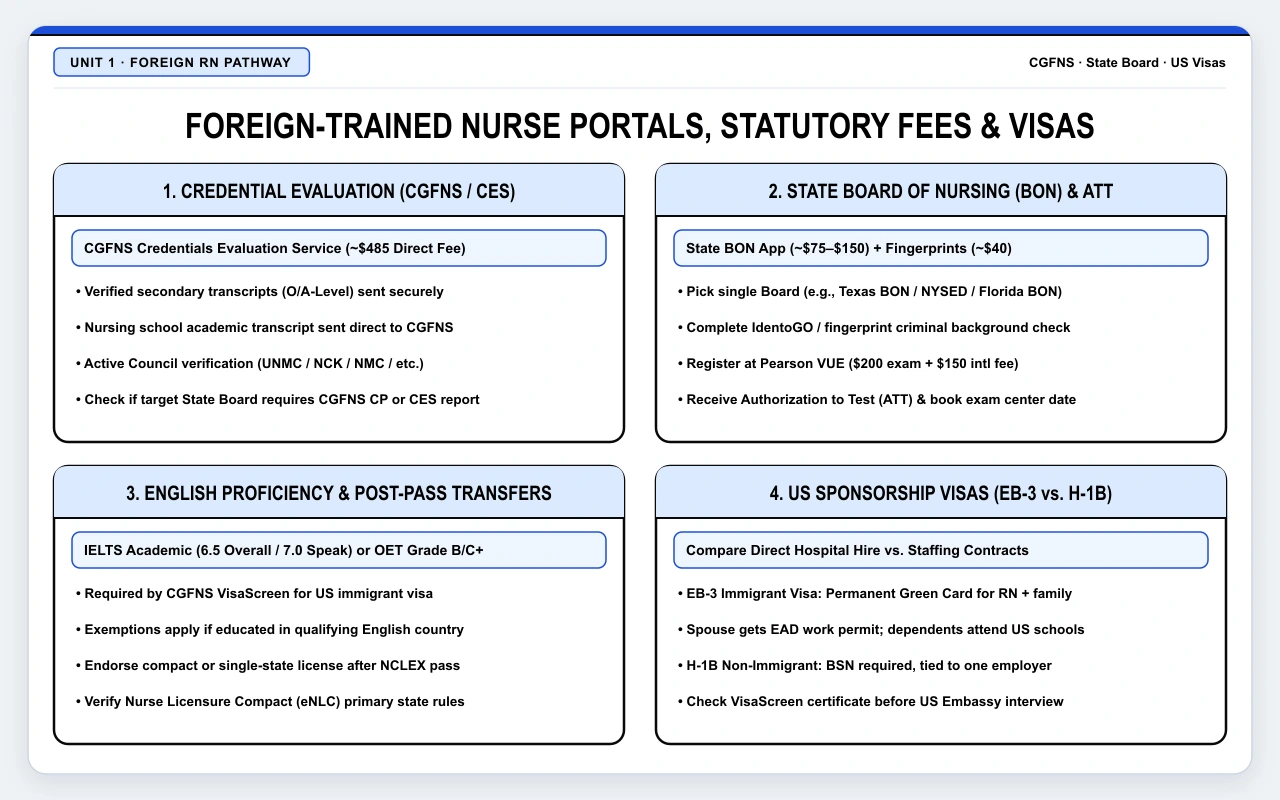 UNIT 1 · FOREIGN RN PATHWAY
CGFNS · State Board · US Visas
FOREIGN-TRAINED NURSE PORTALS, STATUTORY FEES & VISAS
1. CREDENTIAL EVALUATION (CGFNS / CES)
CGFNS Credentials Evaluation Service (~$485 Direct Fee)
• Verified secondary transcripts (O/A-Level) sent securely
• Nursing school academic transcript sent direct to CGFNS
• Active Council verification (UNMC / NCK / NMC / etc.)
• Check if target State Board requires CGFNS CP or CES report
2. STATE BOARD OF NURSING (BON) & ATT
State BON App (~$75–$150) + Fingerprints (~$40)
• Pick single Board (e.g., Texas BON / NYSED / Florida BON)
• Complete IdentoGO / fingerprint criminal background check
• Register at Pearson VUE ($200 exam + $150 intl fee)
• Receive Authorization to Test (ATT) & book exam center date
3. ENGLISH PROFICIENCY & POST-PASS TRANSFERS
IELTS Academic (6.5 Overall / 7.0 Speak) or OET Grade B/C+
• Required by CGFNS VisaScreen for US immigrant visa
• Exemptions apply if educated in qualifying English country
• Endorse compact or single-state license after NCLEX pass
• Verify Nurse Licensure Compact (eNLC) primary state rules
4. US SPONSORSHIP VISAS (EB-3 vs. H-1B)
Compare Direct Hospital Hire vs. Staffing Contracts
• EB-3 Immigrant Visa: Permanent Green Card for RN + family
• Spouse gets EAD work permit; dependents attend US schools
• H-1B Non-Immigrant: BSN required, tied to one employer
• Check VisaScreen certificate before US Embassy interview